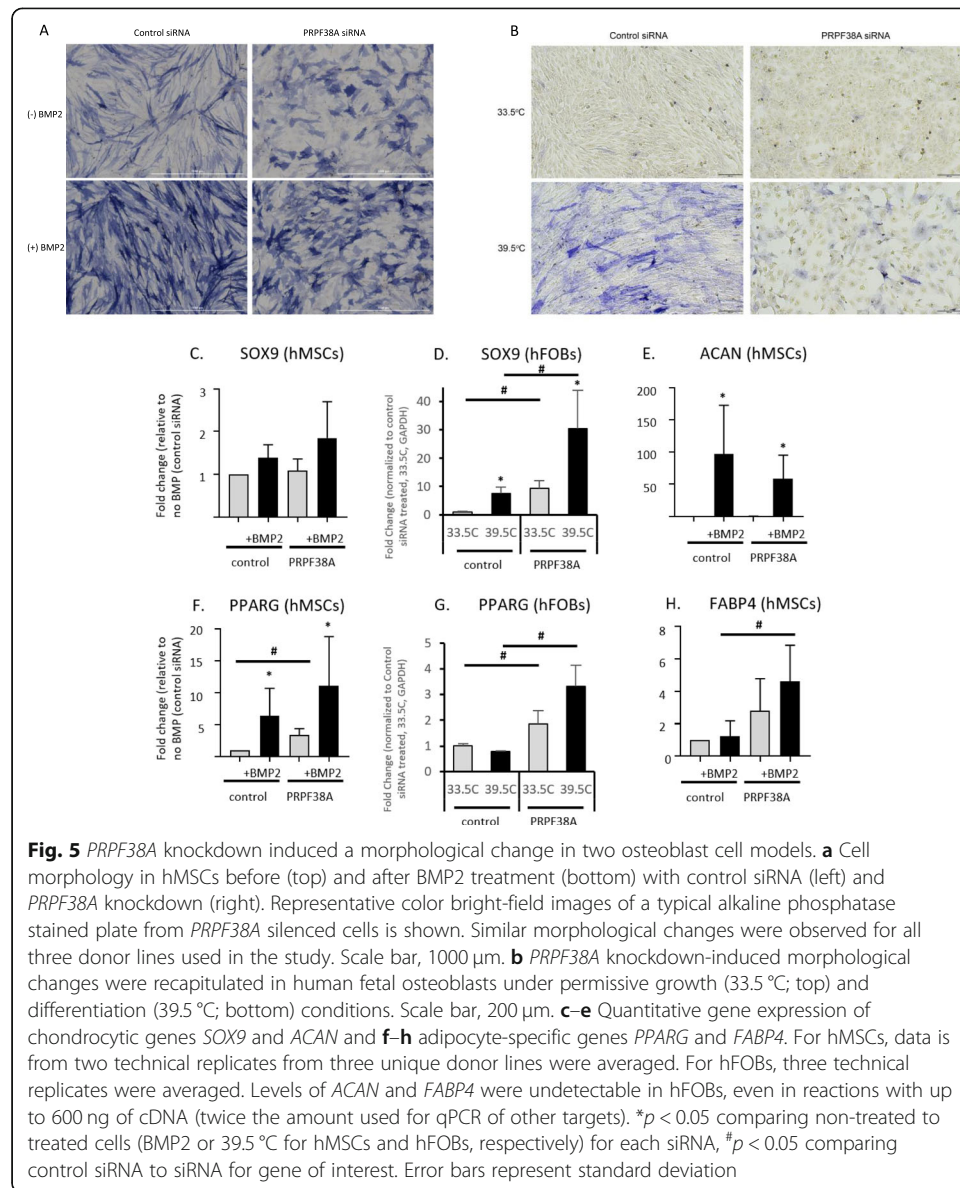 A
Control siRNA
PRPF38A siRNA
(-) BMP2
(+) BMP2
B
Control siRNA
PRPF38A siRNA
33.5°C
39.5°C
C. SOX9 (hMSCs)
Fold change (relative to
no BMP (control siRNA)
3
2
1
+BMP2 +BMP2
control PRPF38A
D. SOX9 (hFOBs)
Fold Change (normalized to control
siRNA treated, 33.5C, GAPDH)
40
30
20
10
0
# #
* *
33.5C 39.5C 33.5C 39.5C
control PRPF38A
E. ACAN (hMSCs)
200
150
100
50
* *
+BMP2 +BMP2
control PRPF38A
F. PPARG (hMSCs)
Fold change (relative to
no BMP (control siRNA)
20
15
10
5
#
* *
+BMP2 +BMP2
control PRPF38A
G. PPARG (hFOBs)
Fold Change (normalized to Control
siRNA treated, 33.5C, GAPDH)
5
4
3
2
1
0
# #
33.5C 39.5C 33.5C 39.5C
control PRPF38A
H. FABP4 (hMSCs)
8
6
4
2
0
#
+BMP2 +BMP2
control PRPF38A
Fig. 5 PRPF38A knockdown induced a morphological change in two osteoblast cell models. a Cell
morphology in hMSCs before (top) and after BMP2 treatment (bottom) with control siRNA (left) and
PRPF38A knockdown (right). Representative color bright-field images of a typical alkaline phosphatase
stained plate from PRPF38A silenced cells is shown. Similar morphological changes were observed for all
three donor lines used in the study. Scale bar, 1000 μm. b PRPF38A knockdown-induced morphological
changes were recapitulated in human fetal osteoblasts under permissive growth (33.5 °C; top) and
differentiation (39.5 °C; bottom) conditions. Scale bar, 200 μm. c–e Quantitative gene expression of
chondrocytic genes SOX9 and ACAN and f–h adipocyte-specific genes PPARG and FABP4. For hMSCs, data is
from two technical replicates from three unique donor lines were averaged. For hFOBs, three technical
replicates were averaged. Levels of ACAN and FABP4 were undetectable in hFOBs, even in reactions with up
to 600 ng of cDNA (twice the amount used for qPCR of other targets). *p < 0.05 comparing non-treated to
treated cells (BMP2 or 39.5 °C for hMSCs and hFOBs, respectively) for each siRNA, #p < 0.05 comparing
control siRNA to siRNA for gene of interest. Error bars represent standard deviation